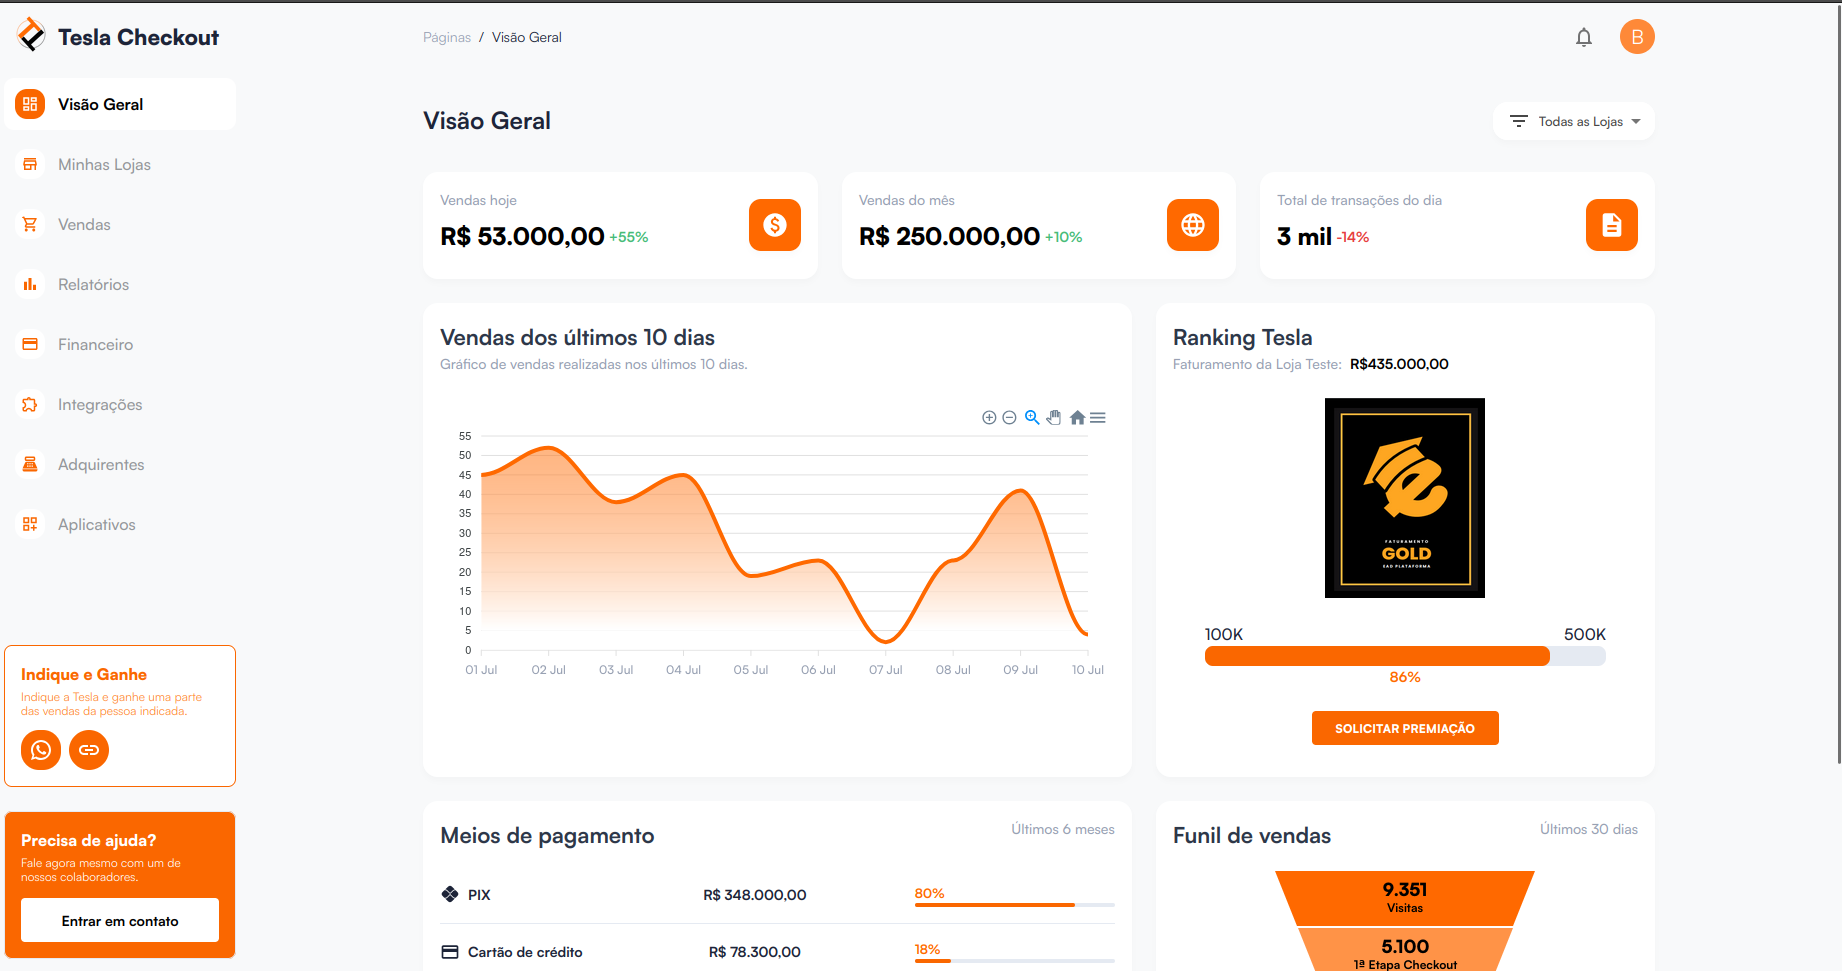 Tesla Checkout
Visão Geral
Minhas Lojas
Vendas
Relatórios
Financeiro
Integrações
Adquirentes
Aplicativos
Indique e Ganhe
Indique a Tesla e ganhe uma parte
das vendas da pessoa indicada.
Precisa de ajuda?
Fale agora mesmo com um de
nossos colaboradores.
Entrar em contato
Páginas / Visão Geral
B
Visão Geral
Todas as Lojas
Vendas hoje
R$ 53.000,00 +55%
Vendas do mês
R$ 250.000,00 +10%
Total de transações do dia
3 mil -14%
Vendas dos últimos 10 dias
Gráfico de vendas realizadas nos últimos 10 dias.
55
50
45
40
35
30
25
20
15
10
5
0
01 Jul 02 Jul 03 Jul 04 Jul 05 Jul 06 Jul 07 Jul 08 Jul 09 Jul 10 Jul
Ranking Tesla
Faturamento da Loja Teste: R$435.000,00
FATURAMENTO
GOLD
EAD PLATAFORMA
100K 500K
86%
SOLICITAR PREMIAÇÃO
Meios de pagamento
Últimos 6 meses
PIX R$ 348.000,00 80%
Cartão de crédito R$ 78.300,00 18%
Funil de vendas
Últimos 30 dias
9.351
Visitas
5.100
1ª Etapa Checkout